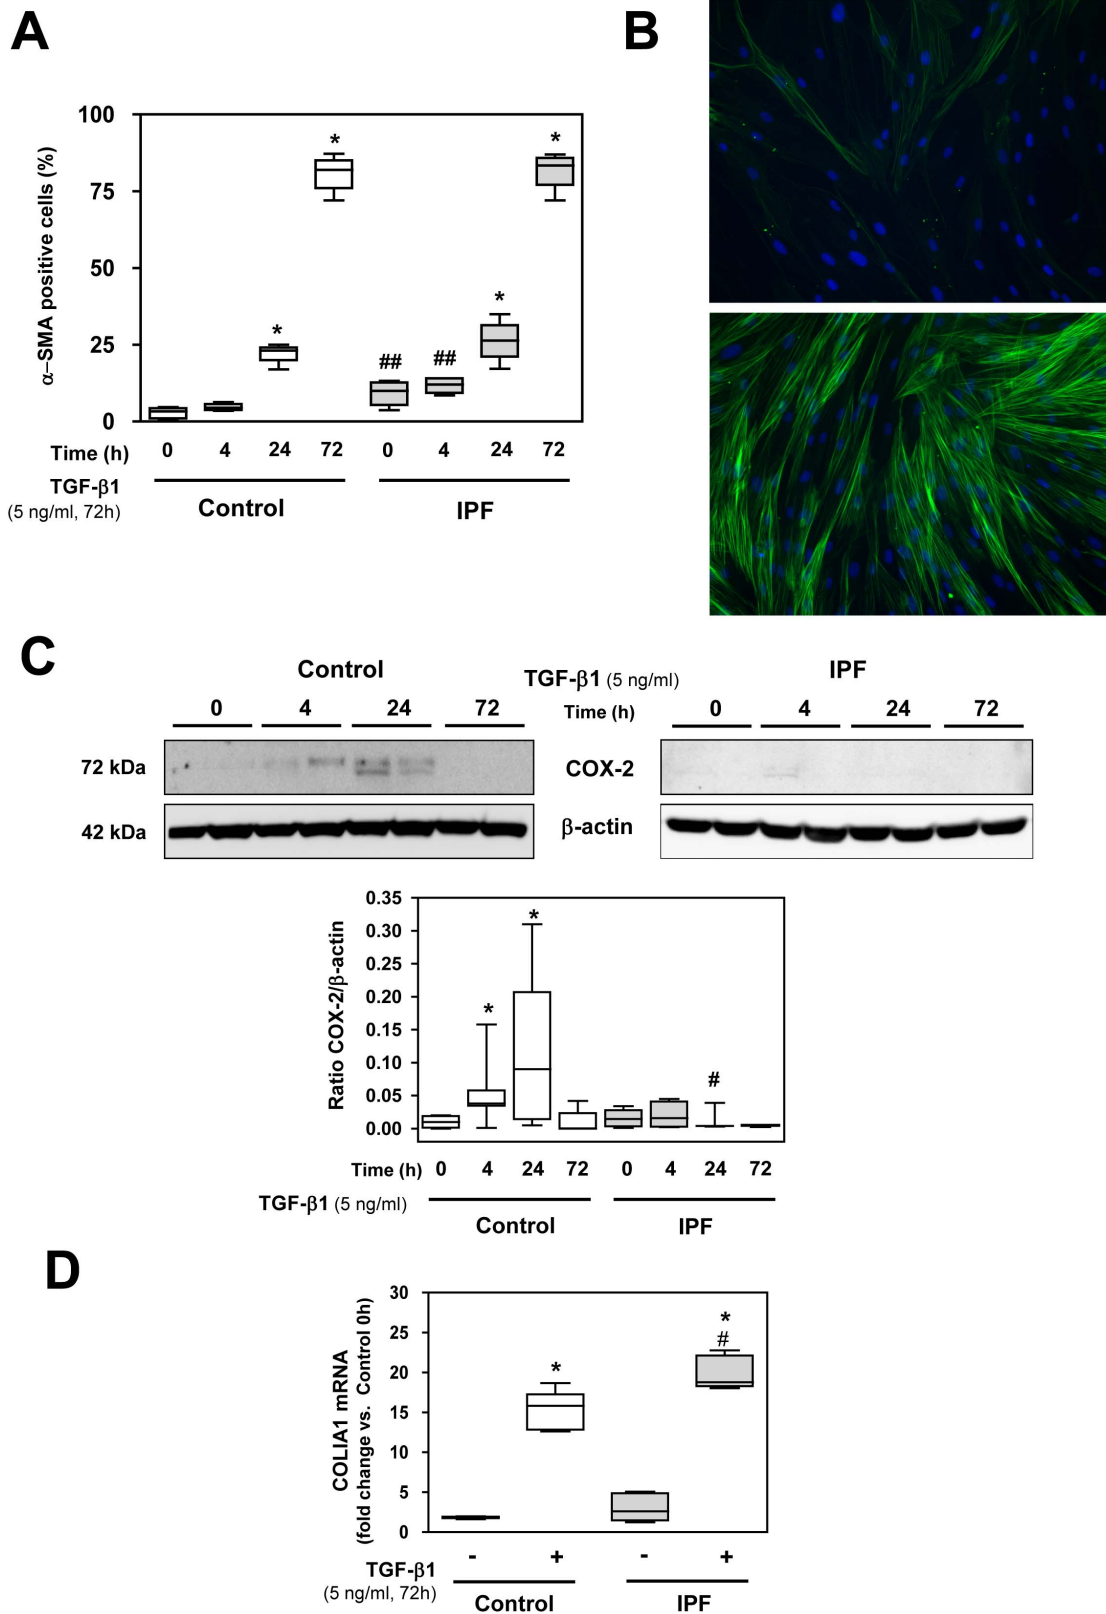 A
B
100
75
50
25
0
α–SMA positive cells (%)
*
*
##
##
*
*
Time (h) 0 4 24 72 0 4 24 72
TGF-β1
(5 ng/ml, 72h)
Control
IPF
C
Control
TGF-β1 (5 ng/ml)
IPF
0 4 24 72
Time (h)
0 4 24 72
72 kDa
COX-2
42 kDa
β-actin
0.35
0.30
0.25
0.20
0.15
0.10
0.05
0.00
Ratio COX-2/β-actin
*
*
#
Time (h) 0 4 24 72 0 4 24 72
TGF-β1 (5 ng/ml)
Control
IPF
D
30
25
20
15
10
5
0
COLIA1 mRNA
(fold change vs. Control 0h)
*
*
#
- + - +
TGF-β1
(5 ng/ml, 72h)
Control
IPF